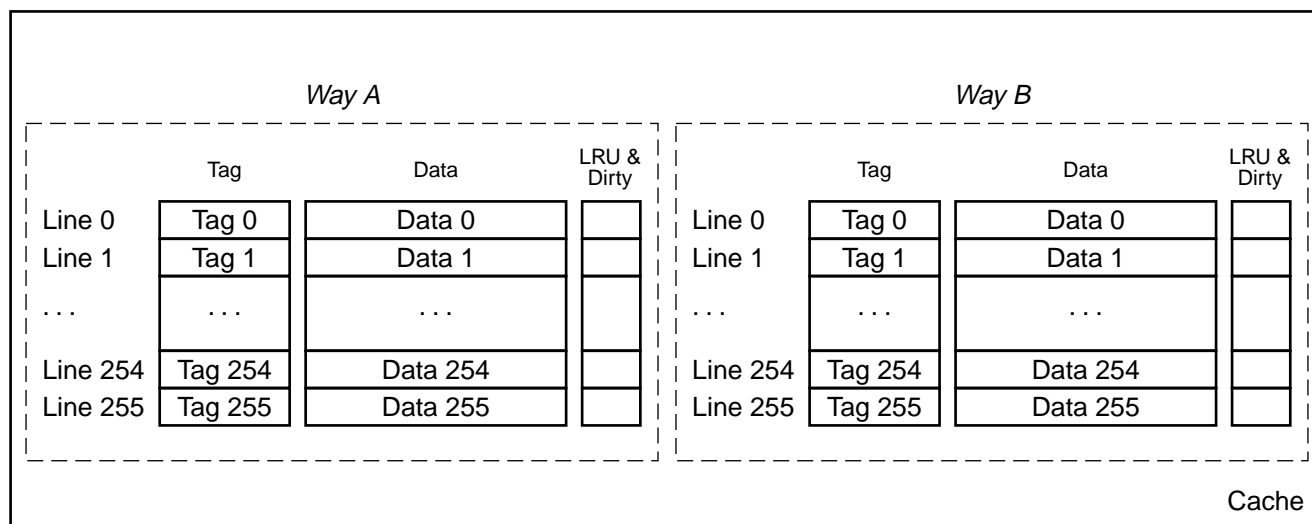 Way A
Way B
Tag Data LRU & Dirty
Tag Data LRU & Dirty
Line 0 Tag 0 Data 0
Line 0 Tag 0 Data 0
Line 1 Tag 1 Data 1
Line 1 Tag 1 Data 1
. . . . . . . . .
. . . . . . . . .
Line 254 Tag 254 Data 254
Line 254 Tag 254 Data 254
Line 255 Tag 255 Data 255
Line 255 Tag 255 Data 255
Cache